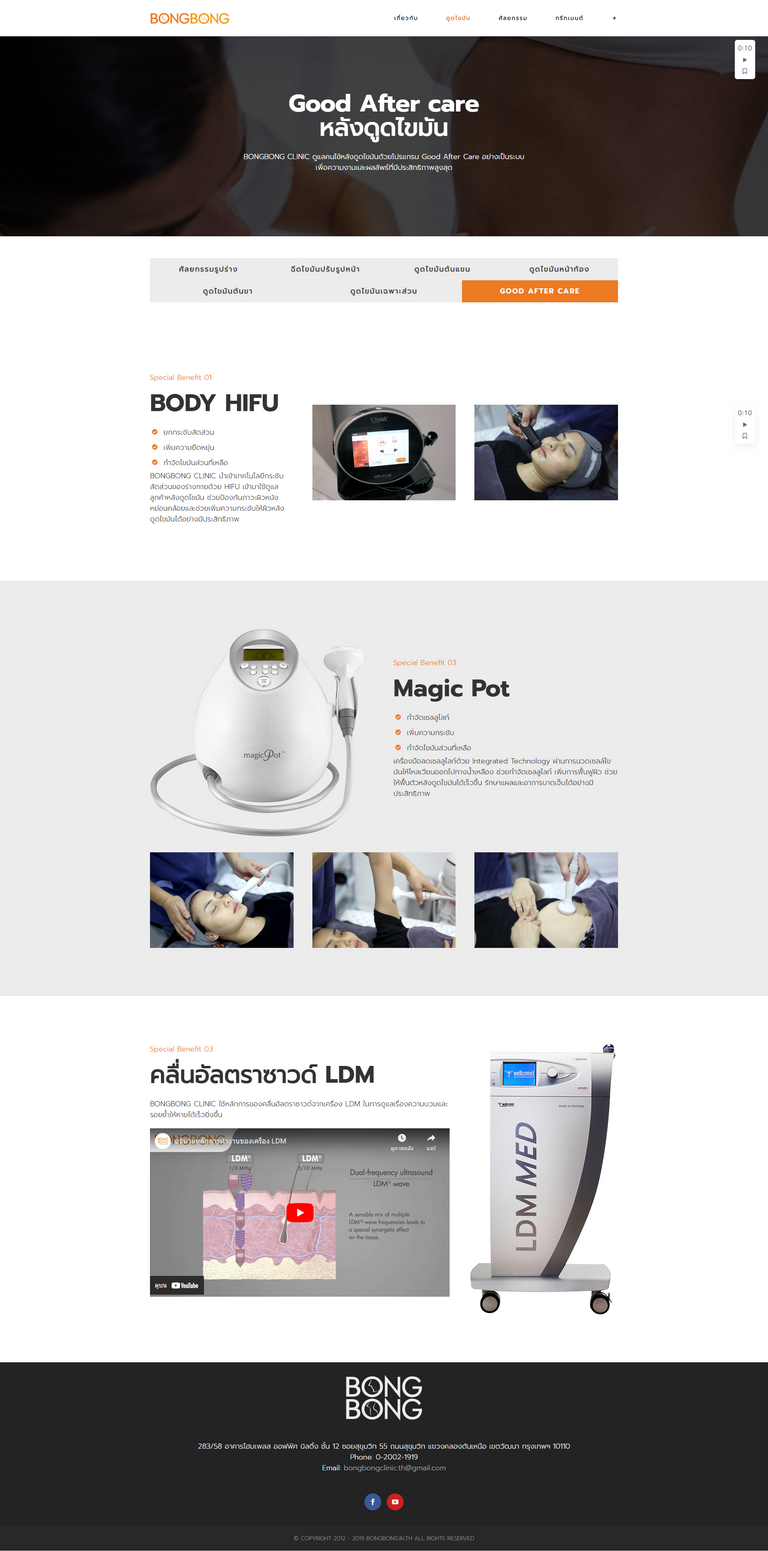 BONGBONG
เกี่ยวกับ ดูดไขมัน ศัลยกรรม ทรีทเมนต์ +
0:10
Good After care
หลังดูดไขมัน
BONGBONG CLINIC ดูแลคนไข้หลังดูดไขมันด้วยโปรแกรม Good After Care อย่างเป็นระบบ
เพื่อความงามและผลลัพธ์ที่มีประสิทธิภาพสูงสุด
ศัลยกรรมรูปร่าง ฉีดไขมันปรับรูปหน้า ดูดไขมันต้นแขน ดูดไขมันหน้าท้อง
ดูดไขมันต้นขา ดูดไขมันเฉพาะส่วน GOOD AFTER CARE
Special Benefit 01
BODY HIFU
ยกกระชับสัดส่วน
เพิ่มความยืดหยุ่น
กำจัดไขมันส่วนที่เหลือ
BONGBONG CLINIC นำเข้าเทคโนโลยีกระชับ
สัดส่วนของร่างกายด้วย HIFU เข้ามาใช้ดูแล
ลูกค้าหลังดูดไขมัน ช่วยป้องกันภาวะผิวหนัง
หย่อนคล้อยและช่วยเพิ่มความกระชับให้ผิวหลัง
ดูดไขมันได้อย่างมีประสิทธิภาพ
0:10
Special Benefit 03
Magic Pot
กำจัดเซลลูไลท์
เพิ่มความกระชับ
กำจัดไขมันส่วนที่เหลือ
เครื่องมือลดเซลลูไลท์ด้วย Integrated Technology ผ่านการนวดเซลล์ไข
มันให้ไหลเวียนออกไปทางน้ำเหลือง ช่วยกำจัดเซลลูไลท์ เพิ่มการฟื้นฟูผิว ช่วย
ให้ฟื้นตัวหลังดูดไขมันได้เร็วขึ้น รักษาแผลและอาการบาดเจ็บได้อย่างมี
ประสิทธิภาพ
magicPot™
Special Benefit 03
คลื่นอัลตราซาวด์ LDM
BONGBONG CLINIC ใช้หลักการของคลื่นอัลตราซาวด์จากเครื่อง LDM ในการดูแลเรื่องความบวมและ
รอยช้ำให้หายได้เร็วยิ่งขึ้น
อธิบายหลักการทำงานของเครื่อง LDM
ดูภายหลัง แชร์
LDM® LDM®
1/3 MHz 3/10 MHz
Dual-frequency ultrasound
LDM®-wave
A sensible mix of multiple
LDM®-wave frequencies leads to
a special synergetic effect
on the tissue.
ดูบน YouTube
wellcomet
LDM MED
BONG
BONG
283/58 อาคารโฮมเพลส ออฟฟิศ บิลดิ้ง ชั้น 12 ซอยสุขุมวิท 55 ถนนสุขุมวิท แขวงคลองตันเหนือ เขตวัฒนา กรุงเทพฯ 10110
Phone: 0-2002-1919
Email: bongbongclinic.th@gmail.com
© COPYRIGHT 2012 - 2019 BONGBONG.IN.TH ALL RIGHTS RESERVED